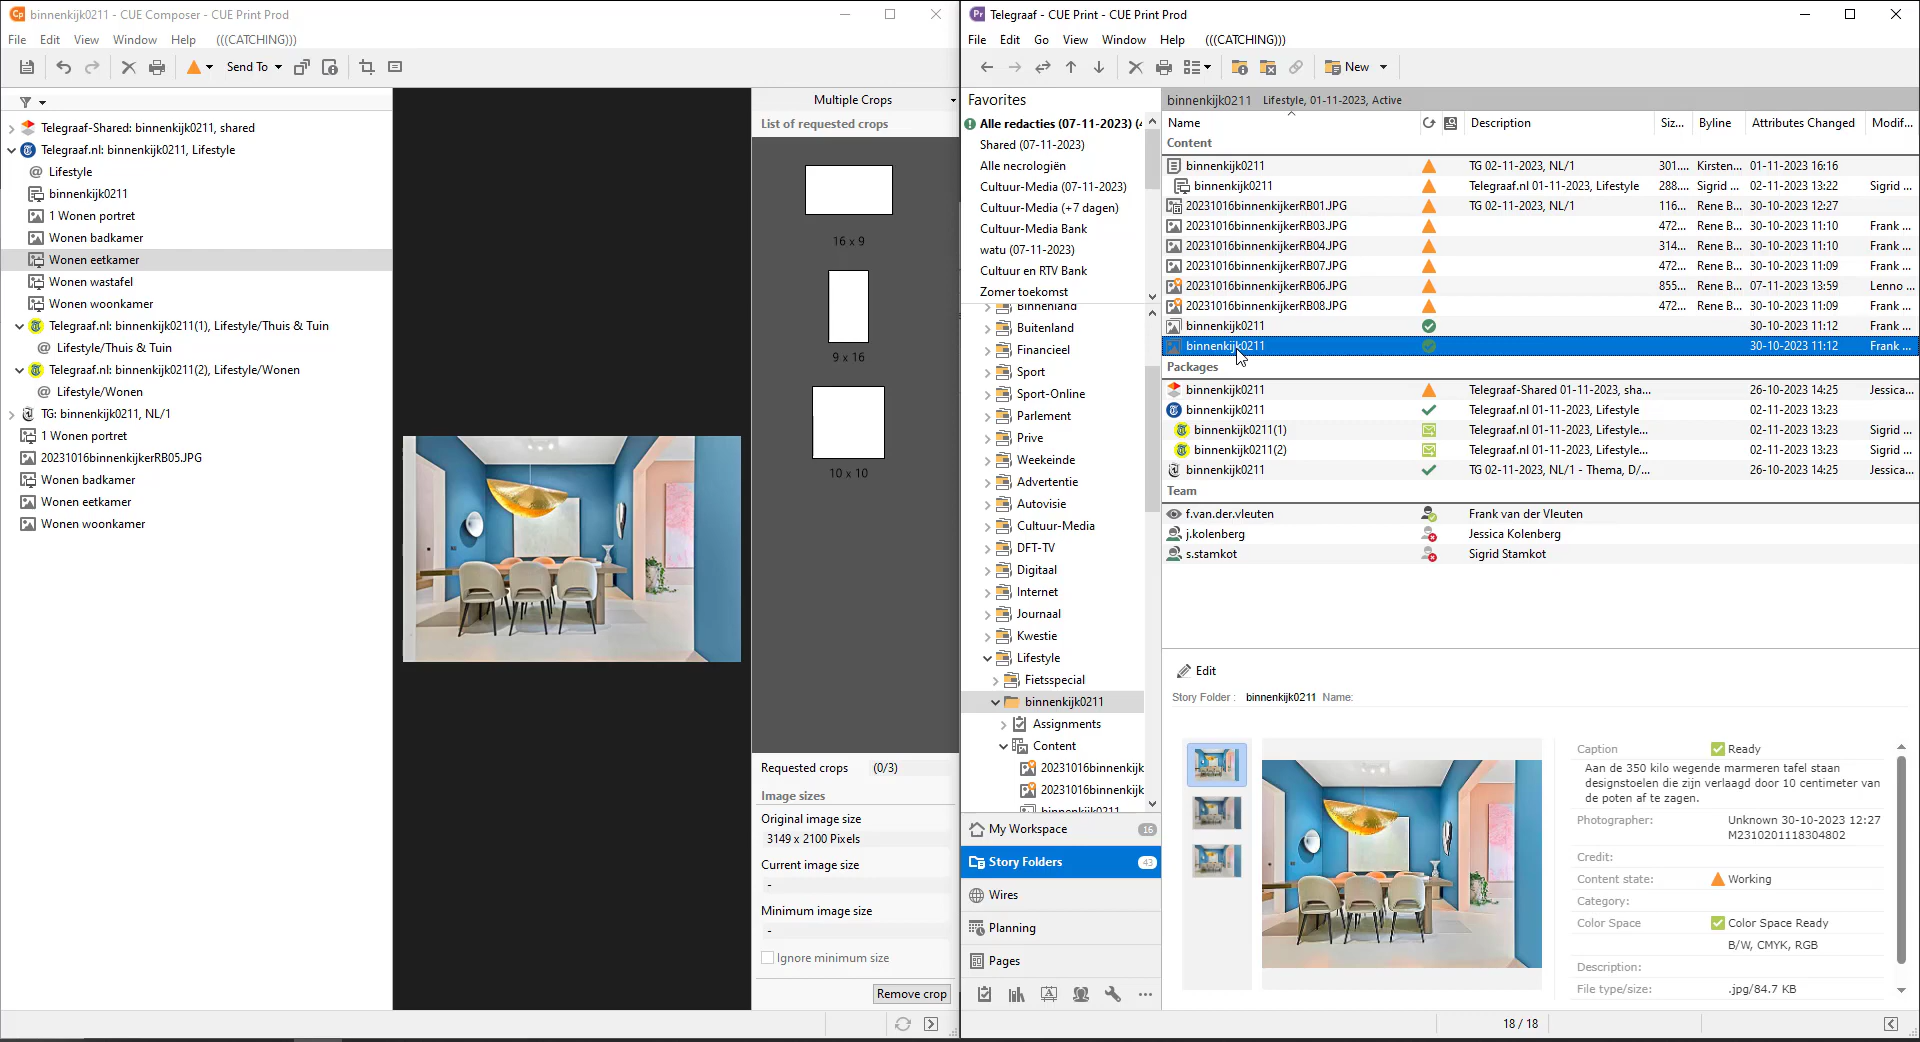 binnenkijk0211 - CUE Composer - CUE Print Prod
File Edit View Window Help (((CATCHING)))
Send To
Telegraaf-Shared: binnenkijk0211, shared
Telegraaf.nl: binnenkijk0211, Lifestyle
@ Lifestyle
binnenkijk0211
1 Wonen portret
Wonen badkamer
Wonen eetkamer
Wonen wastafel
Wonen woonkamer
Telegraaf.nl: binnenkijk0211(1), Lifestyle/Thuis & Tuin
@ Lifestyle/Thuis & Tuin
Telegraaf.nl: binnenkijk0211(2), Lifestyle/Wonen
@ Lifestyle/Wonen
TG: binnenkijk0211, NL/1
1 Wonen portret
20231016binnenkijkerRB05.JPG
Wonen badkamer
Wonen eetkamer
Wonen woonkamer
Multiple Crops
List of requested crops
16 x 9
9 x 16
10 x 10
Requested crops (0/3)
Image sizes
Original image size
3149 x 2100 Pixels
Current image size
-
Minimum image size
-
Ignore minimum size
Remove crop
Telegraaf - CUE Print - CUE Print Prod
File Edit Go View Window Help (((CATCHING)))
New
Favorites
Alle redacties (07-11-2023) (4
Shared (07-11-2023)
Alle necrologiën
Cultuur-Media (07-11-2023)
Cultuur-Media (+7 dagen)
Cultuur-Media Bank
watu (07-11-2023)
Cultuur en RTV Bank
Zomer toekomst
Binnenland
Buitenland
Financieel
Sport
Sport-Online
Parlement
Prive
Weekeinde
Advertentie
Autovisie
Cultuur-Media
DFT-TV
Digitaal
Internet
Journaal
Kwestie
Lifestyle
Fietsspecial
binnenkijk0211
Assignments
Content
20231016binnenkijk
20231016binnenkijk
binnenkijk0211
My Workspace 16
Story Folders 43
Wires
Planning
Pages
binnenkijk0211 Lifestyle, 01-11-2023, Active
Name Description Siz... Byline Attributes Changed Modif...
Content
binnenkijk0211 TG 02-11-2023, NL/1 301.... Kirsten... 01-11-2023 16:16
binnenkijk0211 Telegraaf.nl 01-11-2023, Lifestyle 288.... Sigrid ... 02-11-2023 13:22 Sigrid ...
20231016binnenkijkerRB01.JPG TG 02-11-2023, NL/1 116... Rene B... 30-10-2023 12:27
20231016binnenkijkerRB03.JPG 472... Rene B... 30-10-2023 11:10 Frank ...
20231016binnenkijkerRB04.JPG 314... Rene B... 30-10-2023 11:10 Frank ...
20231016binnenkijkerRB07.JPG 472... Rene B... 30-10-2023 11:09 Frank ...
20231016binnenkijkerRB06.JPG 855... Rene B... 07-11-2023 13:59 Lenno ...
20231016binnenkijkerRB08.JPG 472... Rene B... 30-10-2023 11:09 Frank ...
binnenkijk0211 30-10-2023 11:12 Frank ...
binnenkijk0211 30-10-2023 11:12 Frank ...
Packages
binnenkijk0211 Telegraaf-Shared 01-11-2023, sha... 26-10-2023 14:25 Jessica...
binnenkijk0211 Telegraaf.nl 01-11-2023, Lifestyle 02-11-2023 13:23
binnenkijk0211(1) Telegraaf.nl 01-11-2023, Lifestyle... 02-11-2023 13:23 Sigrid ...
binnenkijk0211(2) Telegraaf.nl 01-11-2023, Lifestyle... 02-11-2023 13:23 Sigrid ...
binnenkijk0211 TG 02-11-2023, NL/1 - Thema, D/... 26-10-2023 14:25 Jessica...
Team
f.van.der.vleuten Frank van der Vleuten
j.kolenberg Jessica Kolenberg
s.stamkot Sigrid Stamkot
Edit
Story Folder : binnenkijk0211 Name:
Caption Ready
Aan de 350 kilo wegende marmeren tafel staan
designstoelen die zijn verlaagd door 10 centimeter van
de poten af te zagen.
Photographer: Unknown 30-10-2023 12:27
M2310201118304802
Credit:
Content state: Working
Category:
Color Space Color Space Ready
B/W, CMYK, RGB
Description:
File type/size: .jpg/84.7 KB
18 / 18